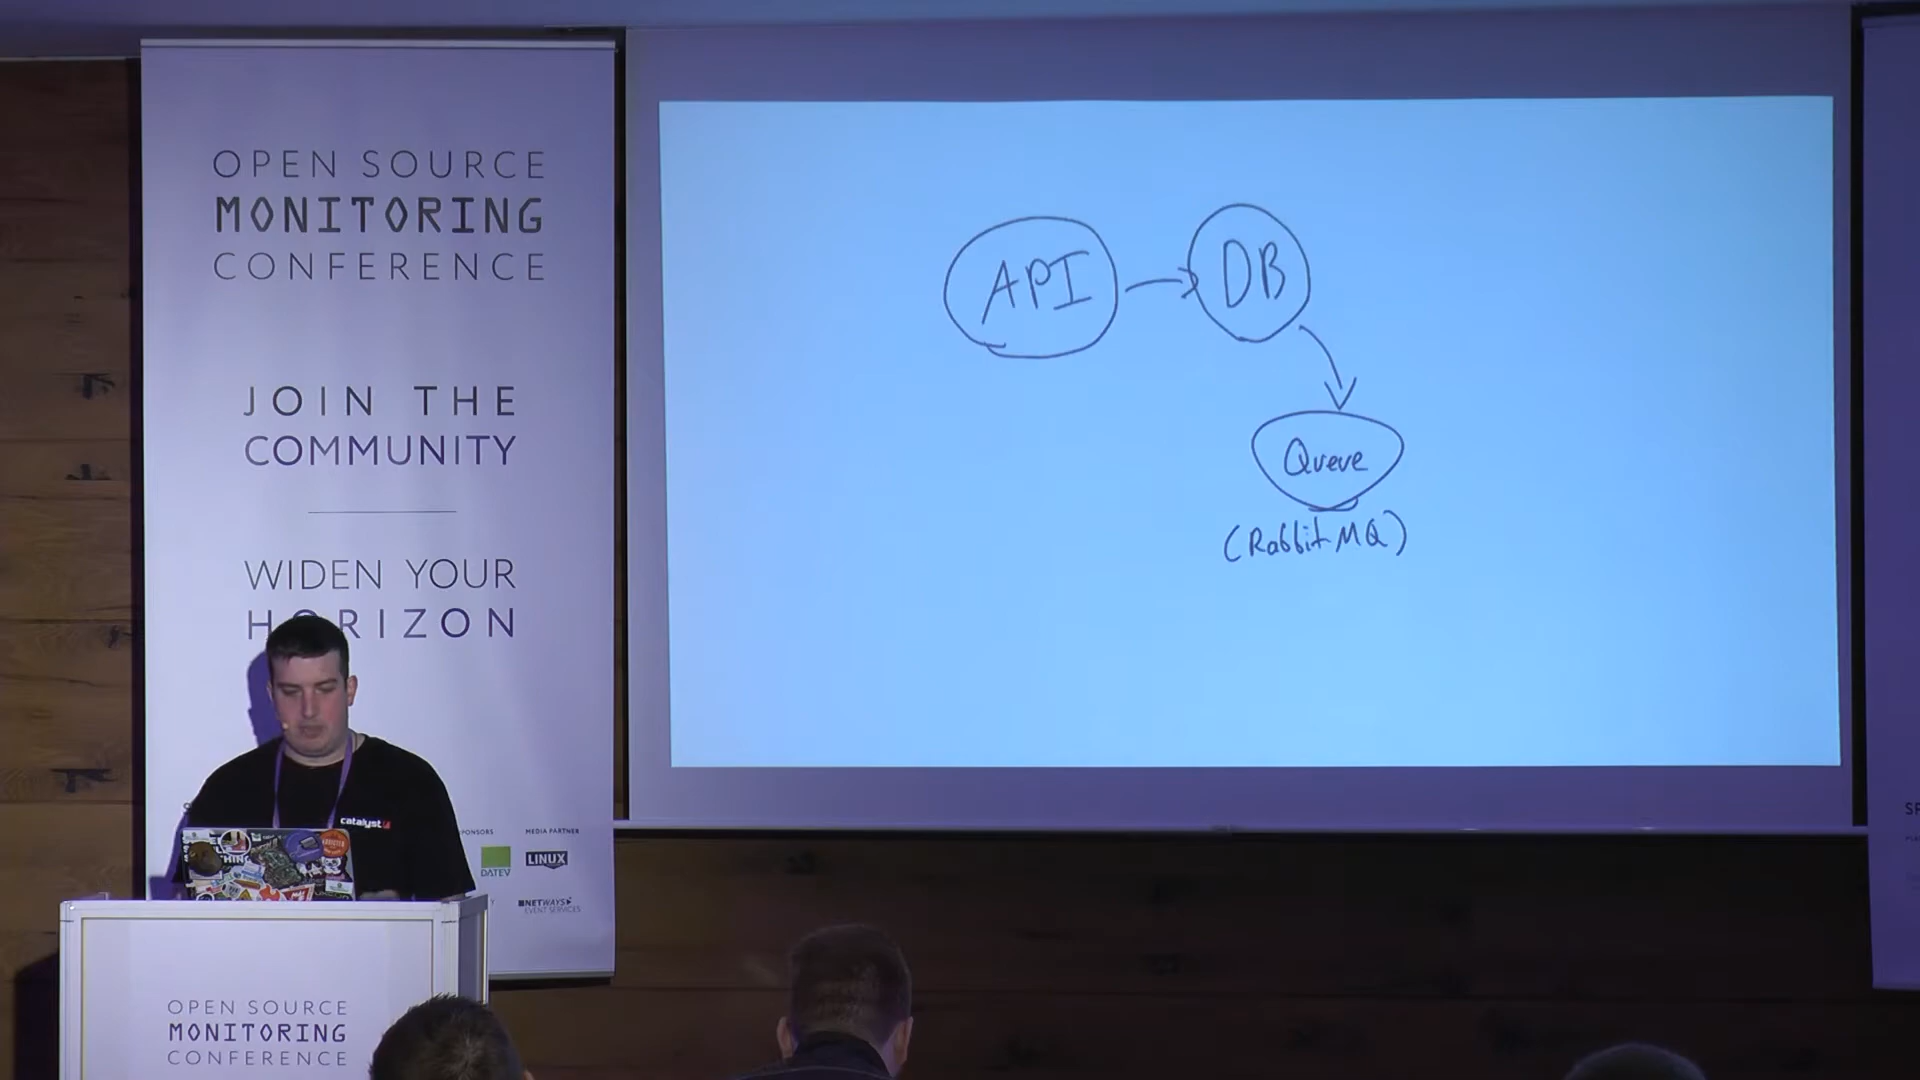 OPEN SOURCE
MONITORING
CONFERENCE
JOIN THE
COMMUNITY
WIDEN YOUR
HORIZON
API
DB
Queue
(RabbitMQ)
catalyst
MEDIA PARTNER
DATEV
LINUX
NETWAYS
EVENT SERVICES
OPEN SOURCE
MONITORING
CONFERENCE